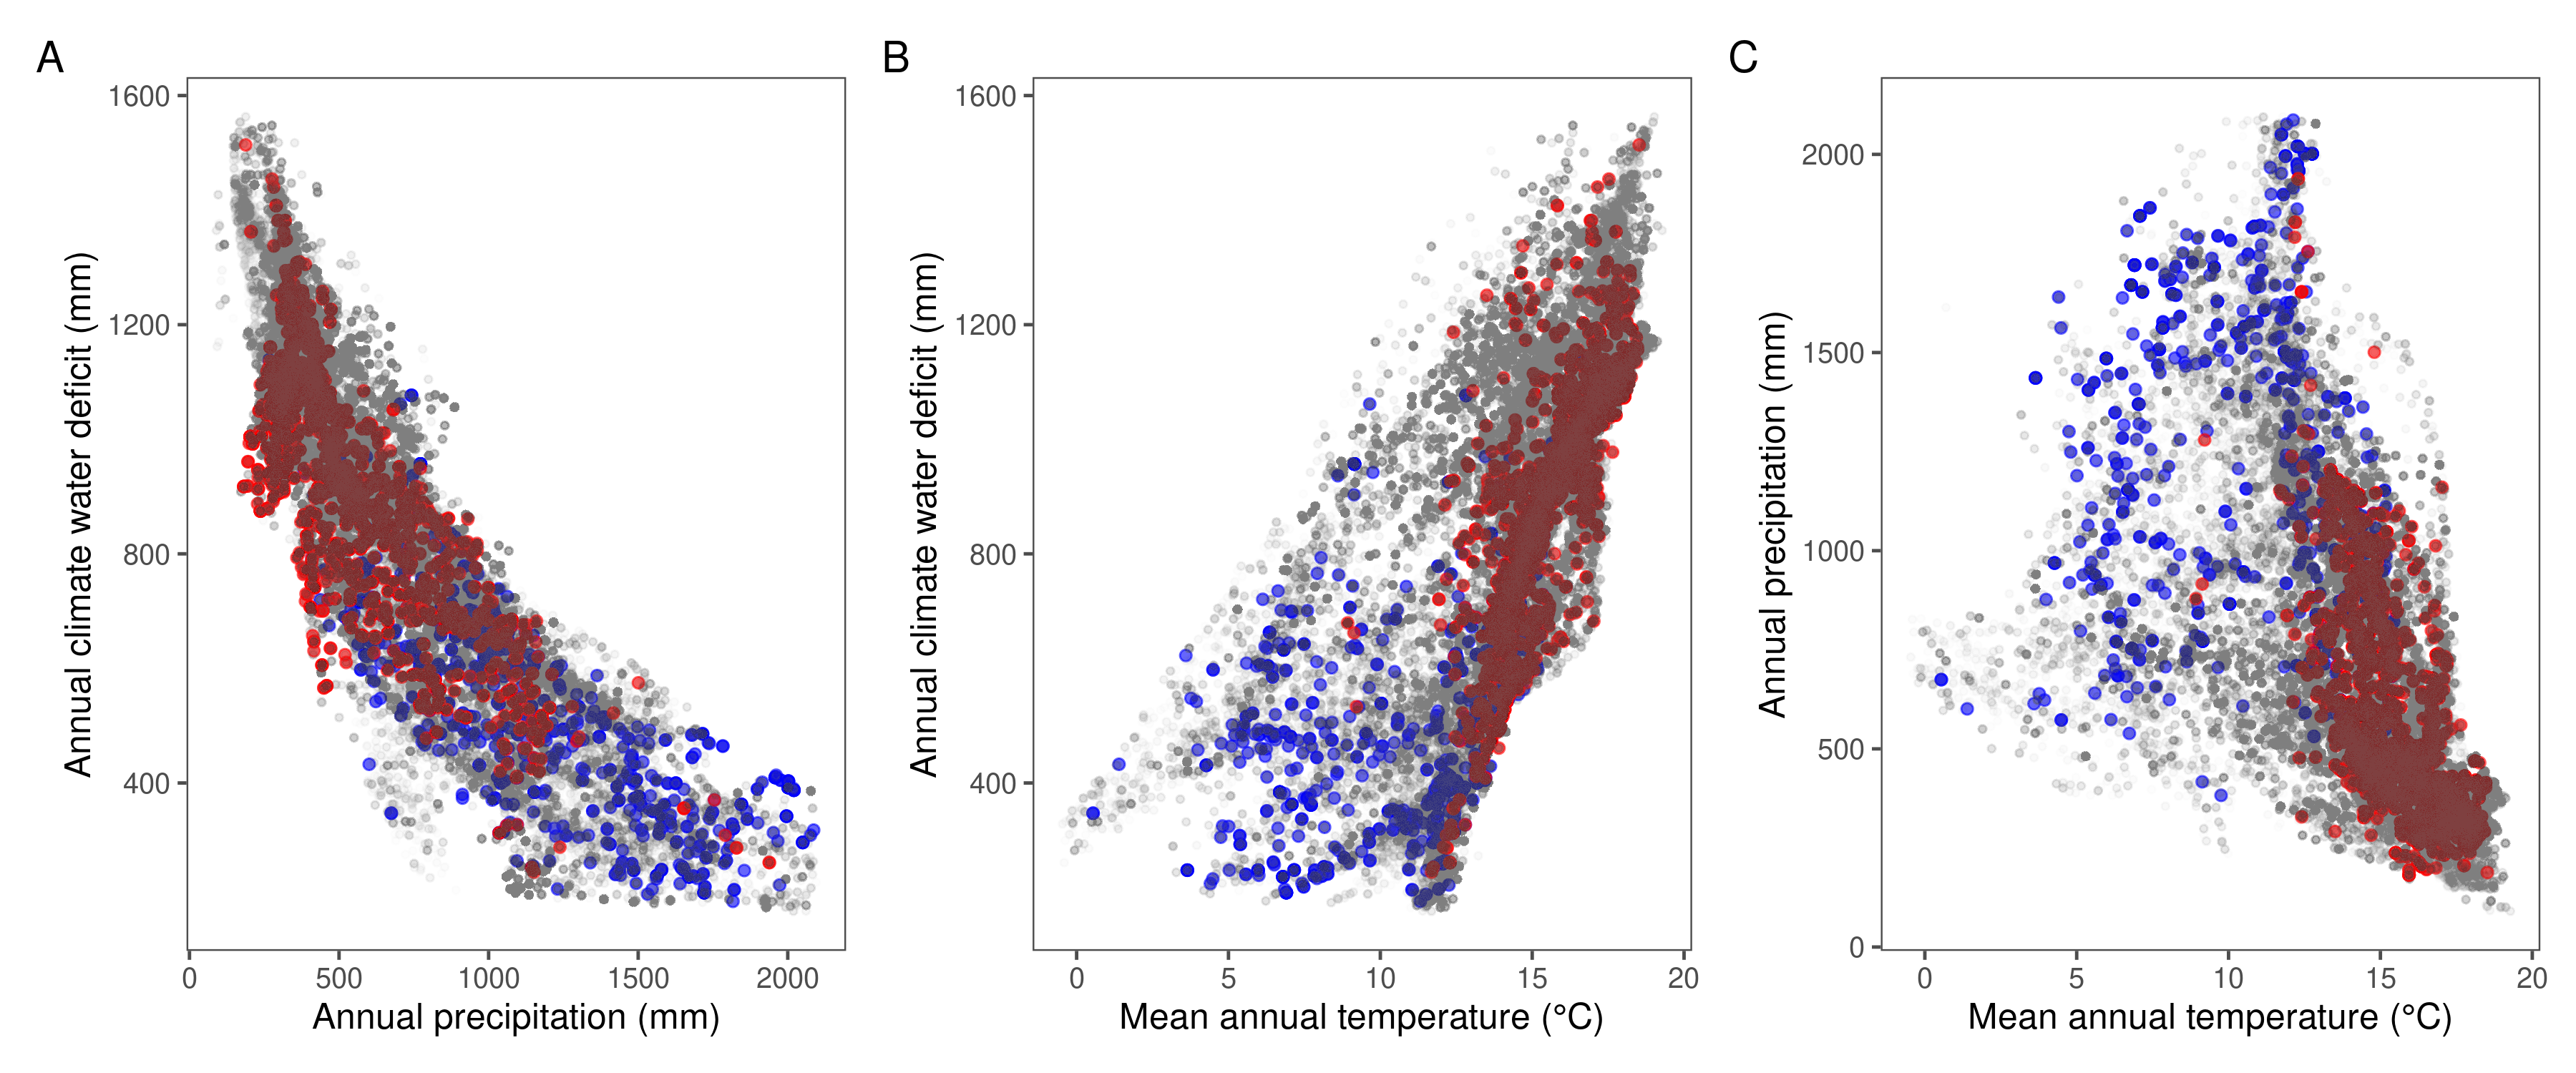 A
1600
1200
800
400
Annual climate water deficit (mm)
0 500 1000 1500 2000
Annual precipitation (mm)
B
1600
1200
800
400
Annual climate water deficit (mm)
0 5 10 15 20
Mean annual temperature (°C)
C
2000
1500
1000
500
0
Annual precipitation (mm)
0 5 10 15 20
Mean annual temperature (°C)